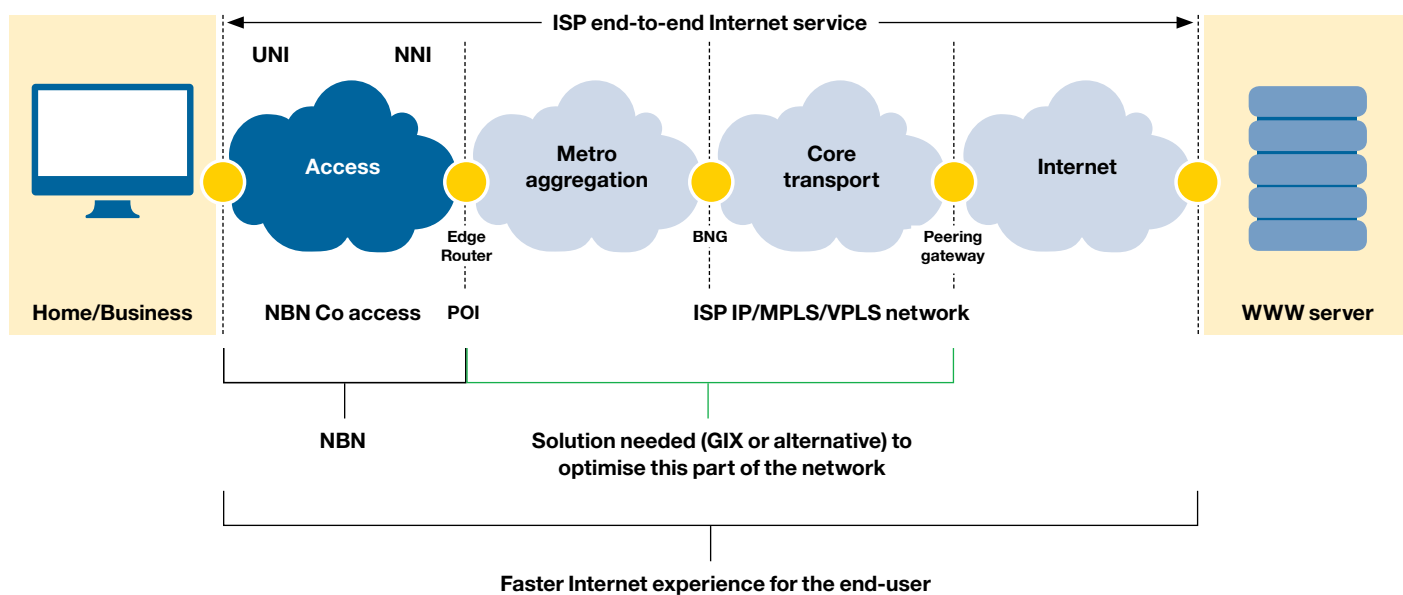 ISP end-to-end Internet service
UNI
NNI
Access
Metro
aggregation
Core
transport
Internet
Edge
Router
BNG
Peering
gateway
Home/Business
NBN Co access
POI
ISP IP/MPLS/VPLS network
WWW server
NBN
Solution needed (GIX or alternative) to
optimise this part of the network
Faster Internet experience for the end-user